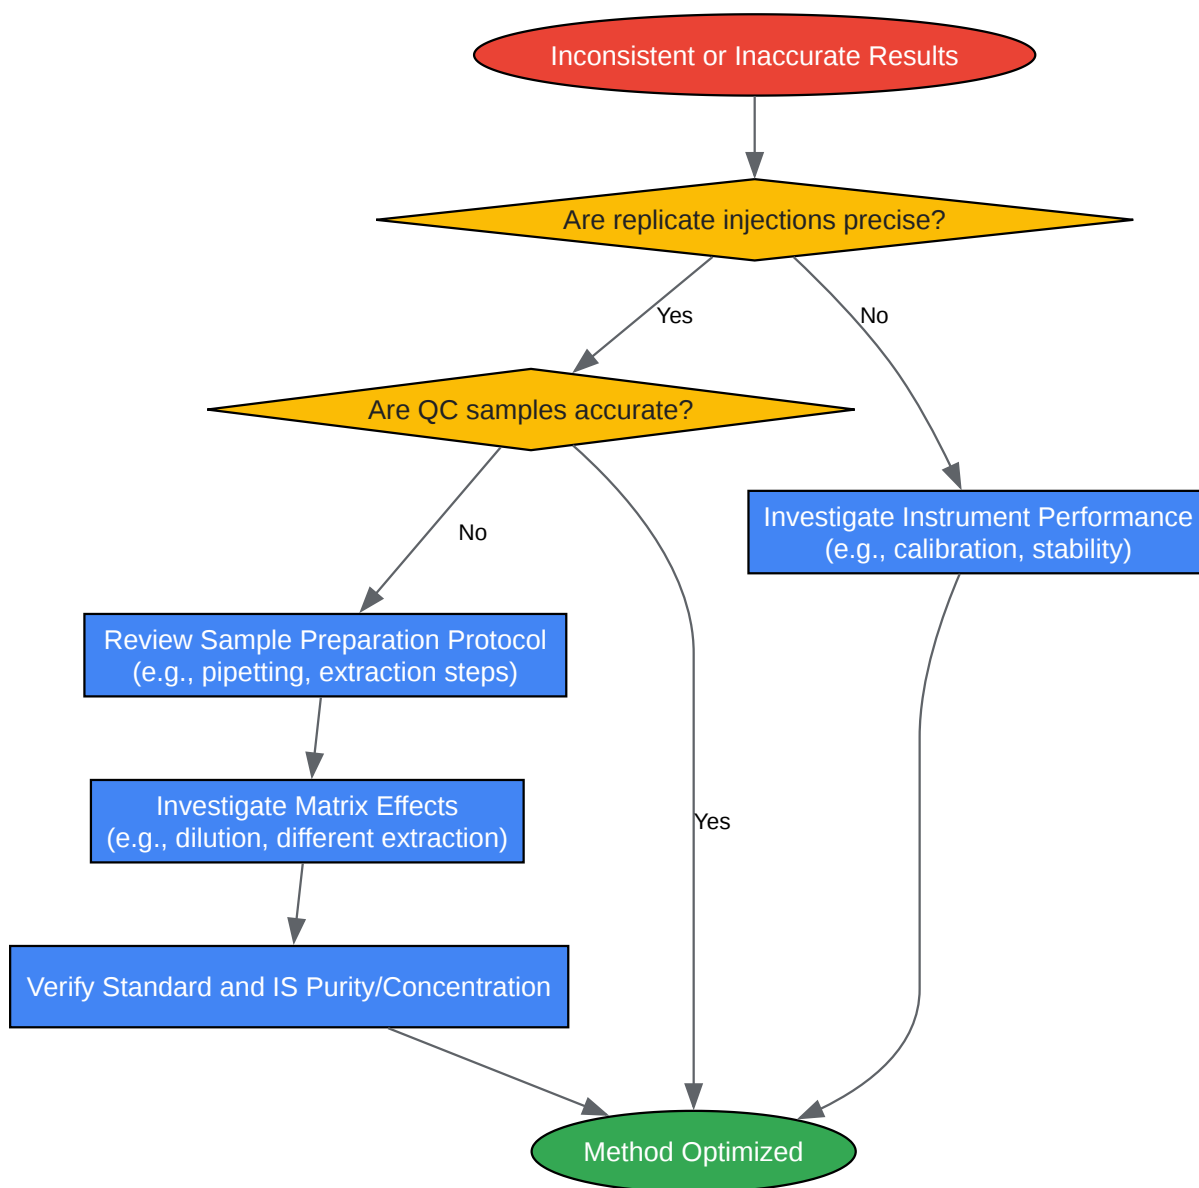 Inconsistent or Inaccurate Results
Are replicate injections precise?
Yes
No
Are QC samples accurate?
Investigate Instrument Performance
(e.g., calibration, stability)
No
Review Sample Preparation Protocol
(e.g., pipetting, extraction steps)
Investigate Matrix Effects
(e.g., dilution, different extraction)
Yes
Verify Standard and IS Purity/Concentration
Method Optimized